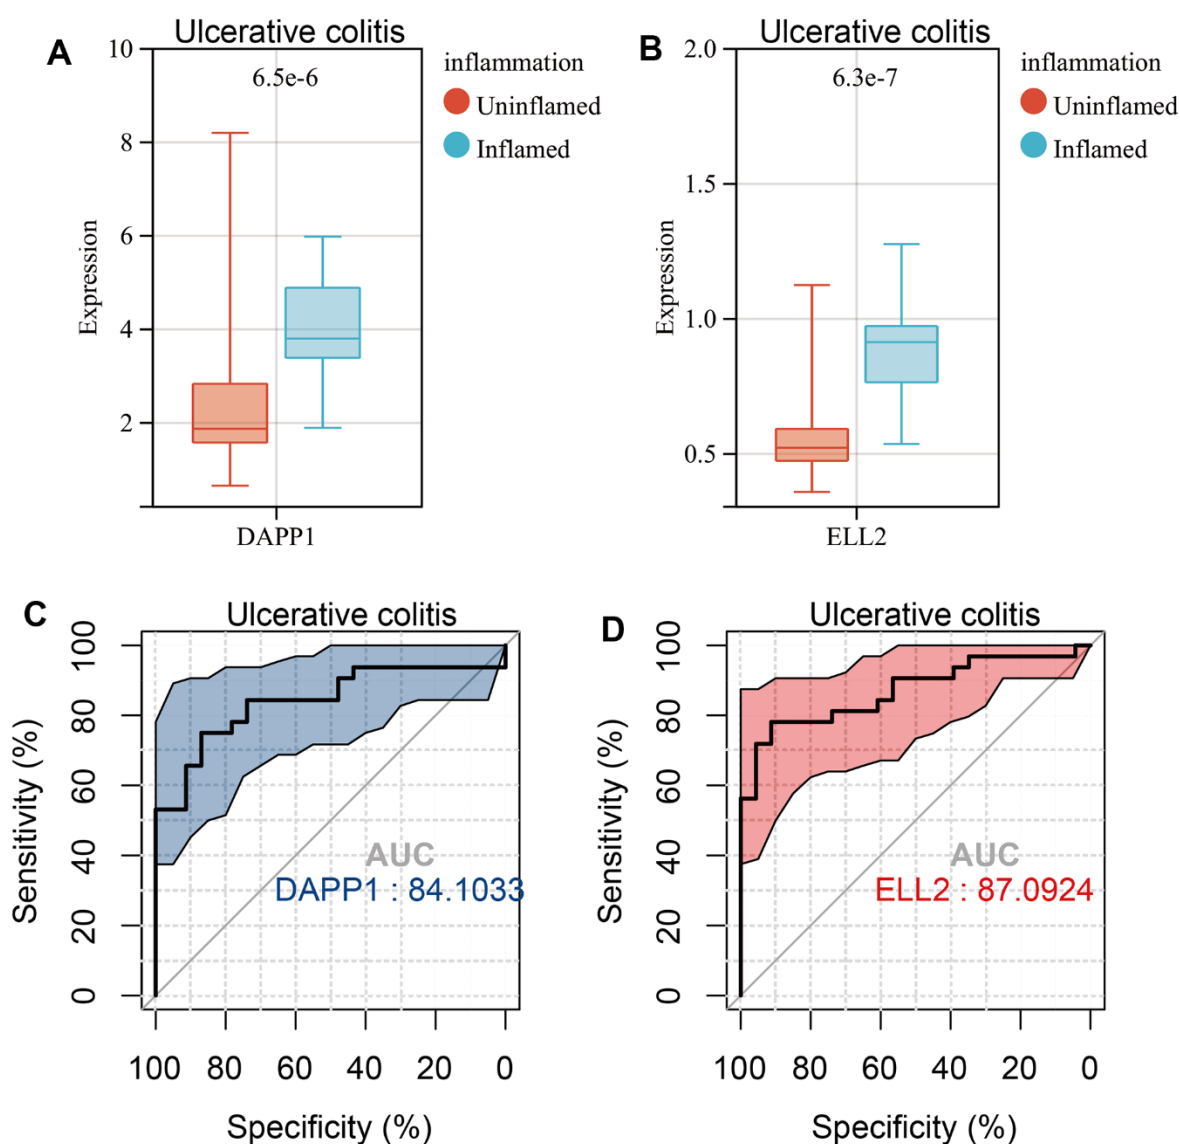 A
Ulcerative colitis
6.5e-6
inflammation
Uninflamed
Inflamed
Expression
10
8
6
4
2
DAPP1
B
Ulcerative colitis
6.3e-7
inflammation
Uninflamed
Inflamed
Expression
2.0
1.5
1.0
0.5
ELL2
C
Ulcerative colitis
Sensitivity (%)
100
80
60
40
20
0
AUC
DAPP1 : 84.1033
100 80 60 40 20 0
Specificity (%)
D
Ulcerative colitis
Sensitivity (%)
100
80
60
40
20
0
AUC
ELL2 : 87.0924
100 80 60 40 20 0
Specificity (%)